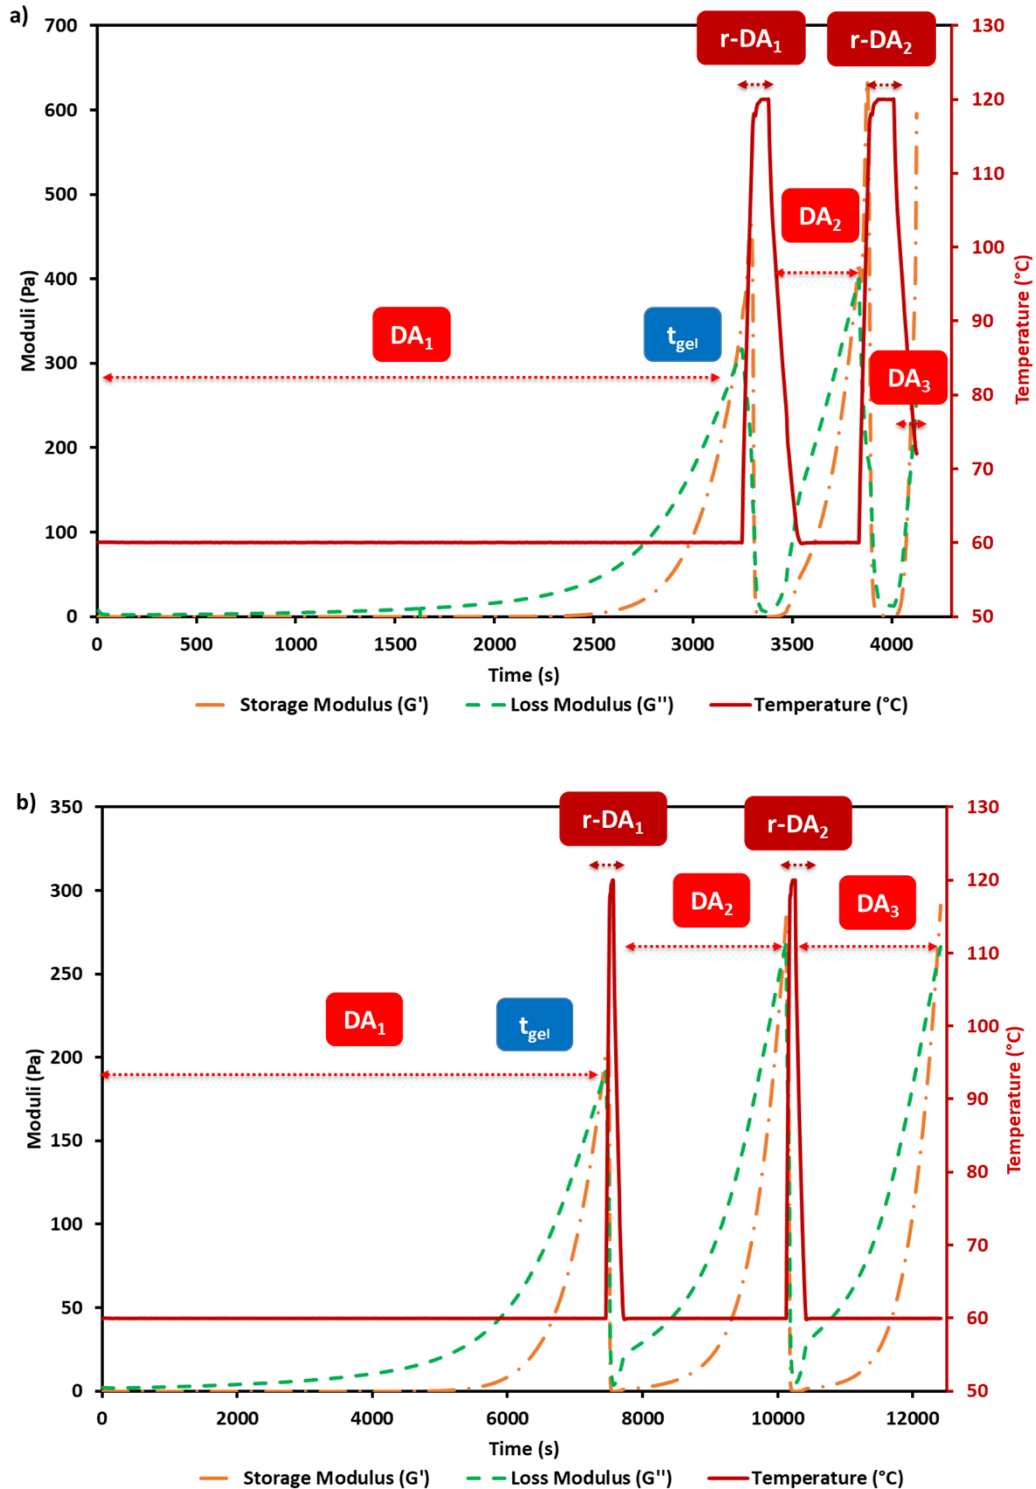 a)
700
600
500
400
300
200
100
0
Moduli (Pa)
r-DA₁
r-DA₂
DA₁
t_gel
DA₂
DA₃
130
120
110
100
90
80
70
60
50
Temperature (°C)
0 500 1000 1500 2000 2500 3000 3500 4000
Time (s)
Storage Modulus (G') Loss Modulus (G'') Temperature (°C)
b)
350
300
250
200
150
100
50
0
Moduli (Pa)
r-DA₁
r-DA₂
DA₂
DA₃
DA₁
t_gel
130
120
110
100
90
80
70
60
50
Temperature (°C)
0 2000 4000 6000 8000 10000 12000
Time (s)
Storage Modulus (G') Loss Modulus (G'') Temperature (°C)